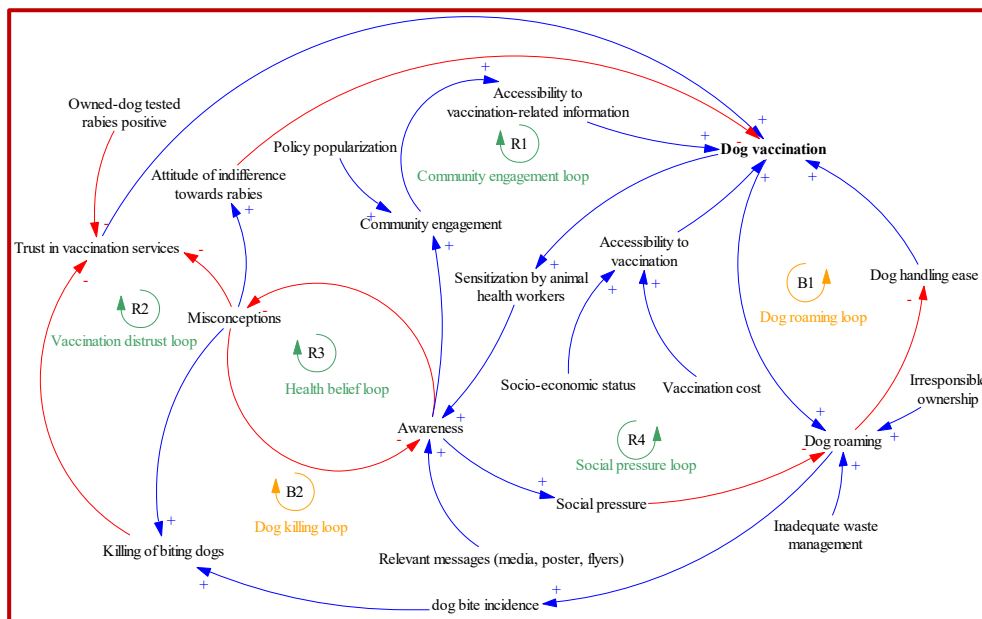 Owned-dog tested
rabies positive
Accessibility to
vaccination-related information
R1
Policy popularization
Dog vaccination
Attitude of indifference
towards rabies
Community engagement loop
Community engagement
Trust in vaccination services
Accessibility to
vaccination
Sensitization by animal
health workers
Dog handling ease
B1
R2
Misconceptions
Dog roaming loop
Vaccination distrust loop
R3
Health belief loop
Socio-economic status
Vaccination cost
Irresponsible
ownership
Awareness
R4
Dog roaming
Social pressure loop
B2
Social pressure
Dog killing loop
Inadequate waste
management
Killing of biting dogs
Relevant messages (media, poster, flyers)
dog bite incidence